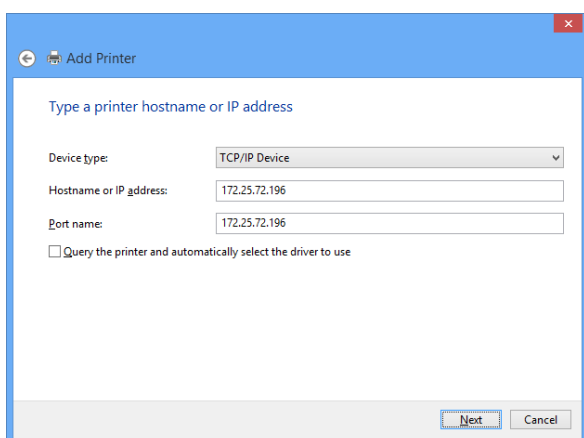 Add Printer
Type a printer hostname or IP address
Device type: TCP/IP Device
Hostname or IP address: 172.25.72.196
Port name: 172.25.72.196
Query the printer and automatically select the driver to use
Next Cancel